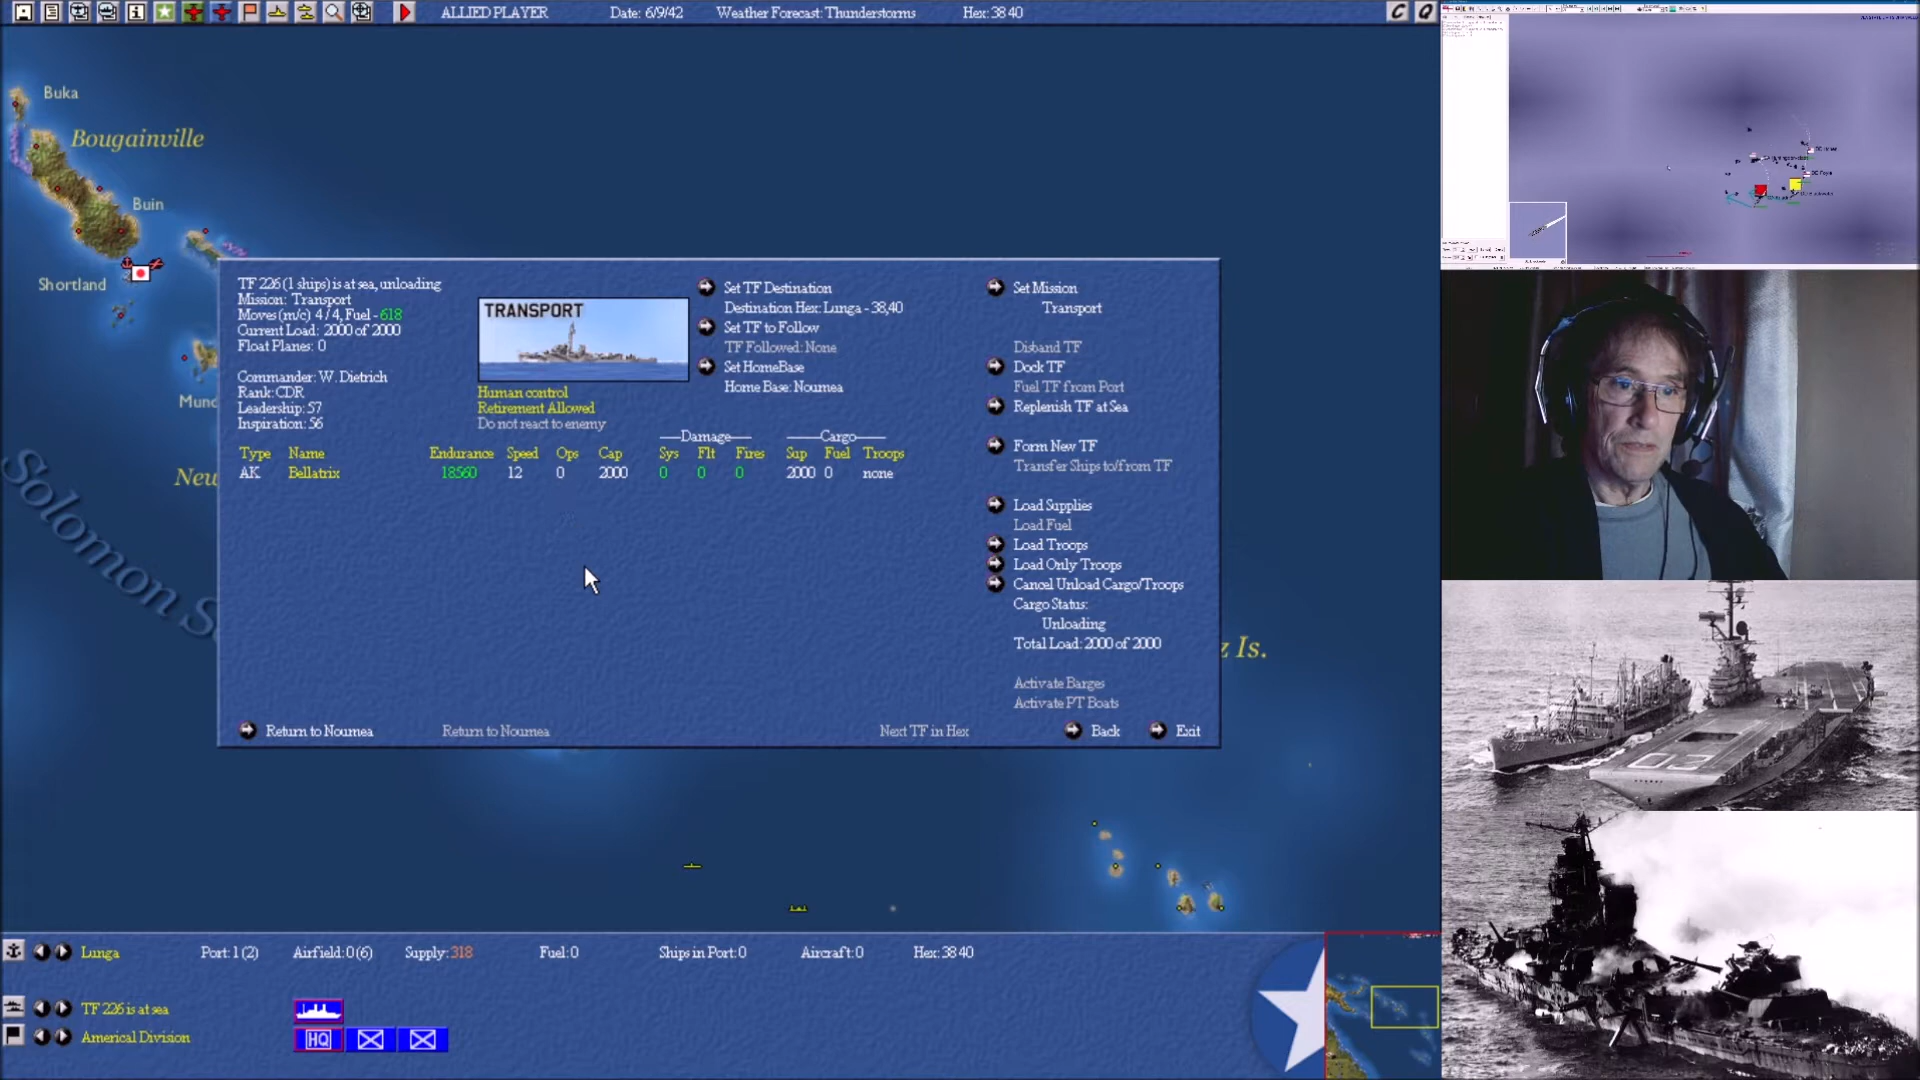 ALLIED PLAYER
Date: 6/9/42
Weather Forecast: Thunderstorms
Hex: 38 40
C Q
Buka
Bougainville
Buin
Shortland
Mund
New
Solomon S
z Is.
TF 226 (1 ships) is at sea, unloading
Mission: Transport
Moves (m/c) 4 / 4, Fuel - 618
Current Load: 2000 of 2000
Float Planes: 0
Commander: W. Dietrich
Rank: CDR
Leadership: 57
Inspiration: 56
TRANSPORT
Human control
Retirement Allowed
Do not react to enemy
Set TF Destination
Destination Hex: Lunga - 38,40
Set TF to Follow
TF Followed: None
Set HomeBase
Home Base: Noumea
Set Mission
Transport
Disband TF
Dock TF
Fuel TF from Port
Replenish TF at Sea
Form New TF
Transfer Ships to/from TF
Load Supplies
Load Fuel
Load Troops
Load Only Troops
Cancel Unload Cargo/Troops
Cargo Status:
Unloading
Total Load: 2000 of 2000
Activate Barges
Activate PT Boats
Damage Cargo
Type Name Endurance Speed Ops Cap Sys Flt Fires Sup Fuel Troops
AK Bellatrix 18560 12 0 2000 0 0 0 2000 0 none
Return to Noumea
Return to Noumea
Next TF in Hex
Back
Exit
Lunga Port: 1 (2) Airfield: 0 (6) Supply: 318 Fuel: 0 Ships in Port: 0 Aircraft: 0 Hex: 38 40
TF 226 is at sea
Americal Division
HQ